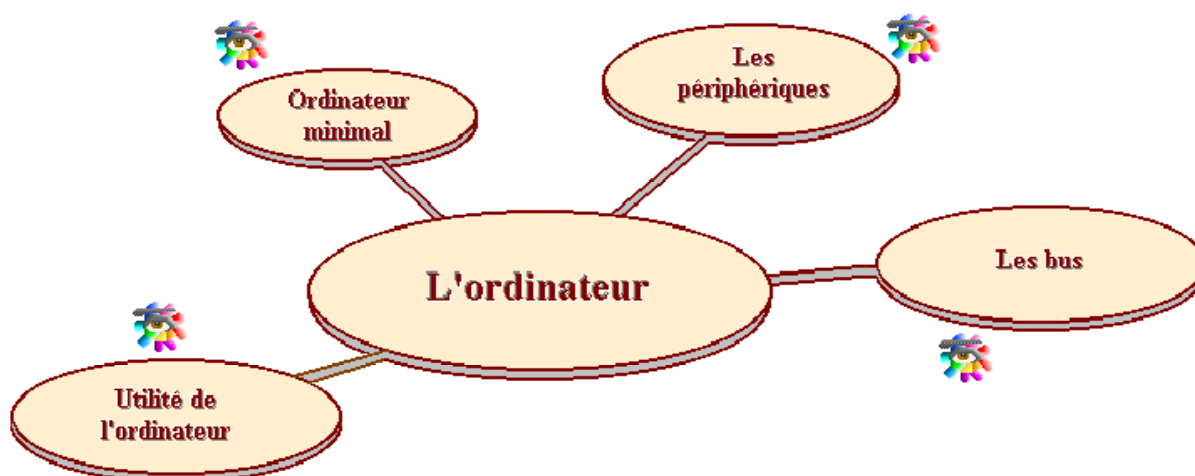 Les
périphériques
Ordinateur
minimal
Les bus
L'ordinateur
Utilité de
l'ordinateur